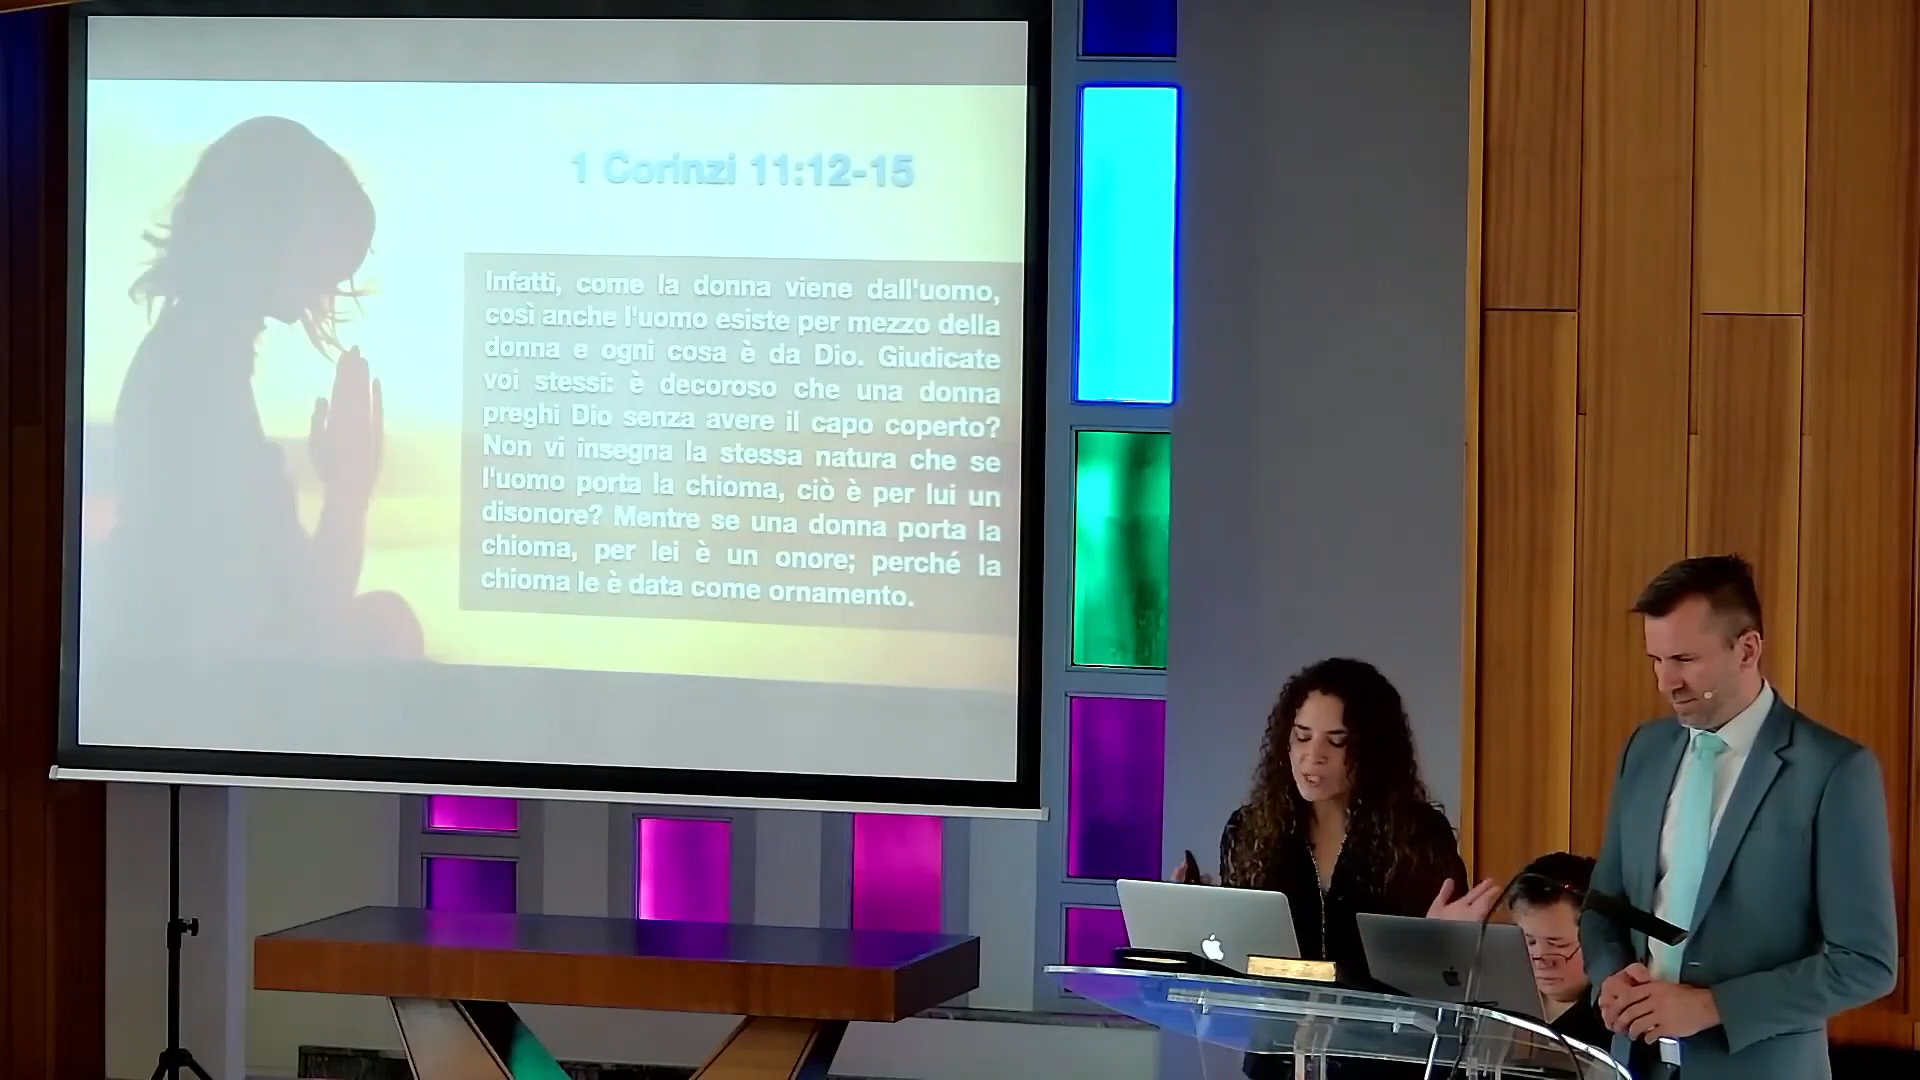 1 Corinzi 11:12-15
Infatti, come la donna viene dall'uomo,
così anche l'uomo esiste per mezzo della
donna e ogni cosa è da Dio. Giudicate
voi stessi: è decoroso che una donna
preghi Dio senza avere il capo coperto?
Non vi insegna la stessa natura che se
l'uomo porta la chioma, ciò è per lui un
disonore? Mentre se una donna porta la
chioma, per lei è un onore; perché la
chioma le è data come ornamento.